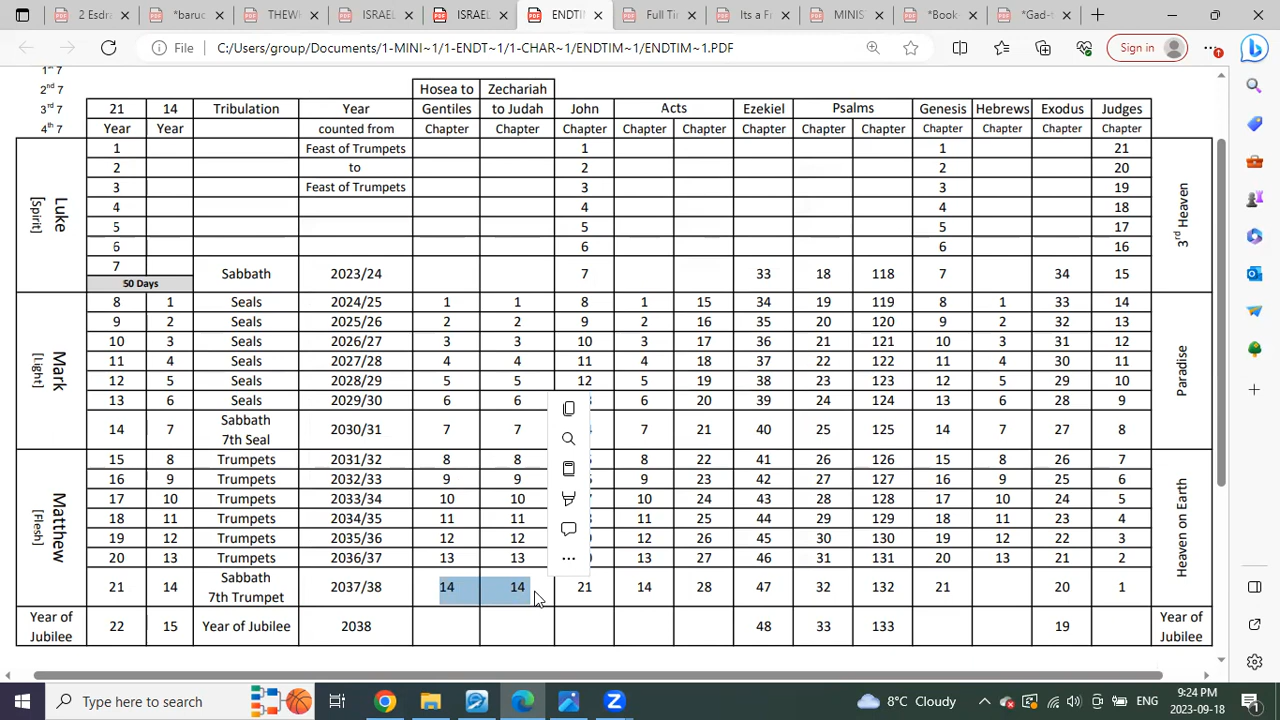 2 Esdra
*baruc
THEWI
ISRAEL
ISRAEL
ENDTIN
Full Tim
Its a Fr
MINIS
*Book
*Gad-t
File C:/Users/group/Documents/1-MINI~1/1-ENDT~1/1-CHAR~1/ENDTIM~1/ENDTIM~1.PDF
Sign in
2nd 7 Hosea to Zechariah
3rd 7 21 14 Tribulation Year Gentiles to Judah John Acts Ezekiel Psalms Genesis Hebrews Exodus Judges
4th 7 Year Year counted from Chapter Chapter Chapter Chapter Chapter Chapter Chapter Chapter Chapter Chapter Chapter Chapter
Luke
[Spirit]
1 Feast of Trumpets 1 1 21
2 to 2 2 20
3 Feast of Trumpets 3 3 19
4 4 4 18
5 5 5 17
6 6 6 16
7 Sabbath 2023/24 7 33 18 118 7 34 15
50 Days
3rd Heaven
Mark
[Light]
8 1 Seals 2024/25 1 1 8 1 15 34 19 119 8 1 33 14
9 2 Seals 2025/26 2 2 9 2 16 35 20 120 9 2 32 13
10 3 Seals 2026/27 3 3 10 3 17 36 21 121 10 3 31 12
11 4 Seals 2027/28 4 4 11 4 18 37 22 122 11 4 30 11
12 5 Seals 2028/29 5 5 12 5 19 38 23 123 12 5 29 10
13 6 Seals 2029/30 6 6 6 20 39 24 124 13 6 28 9
14 7 Sabbath 2030/31 7 7 7 21 40 25 125 14 7 27 8
7th Seal
Paradise
Matthew
[Flesh]
15 8 Trumpets 2031/32 8 8 8 22 41 26 126 15 8 26 7
16 9 Trumpets 2032/33 9 9 9 23 42 27 127 16 9 25 6
17 10 Trumpets 2033/34 10 10 10 24 43 28 128 17 10 24 5
18 11 Trumpets 2034/35 11 11 11 25 44 29 129 18 11 23 4
19 12 Trumpets 2035/36 12 12 12 26 45 30 130 19 12 22 3
20 13 Trumpets 2036/37 13 13 13 27 46 31 131 20 13 21 2
21 14 Sabbath 2037/38 14 14 21 14 28 47 32 132 21 20 1
7th Trumpet
Heaven on Earth
Year of Jubilee 22 15 Year of Jubilee 2038 48 33 133 19 Year of Jubilee
Type here to search
8°C Cloudy
ENG
9:24 PM
2023-09-18